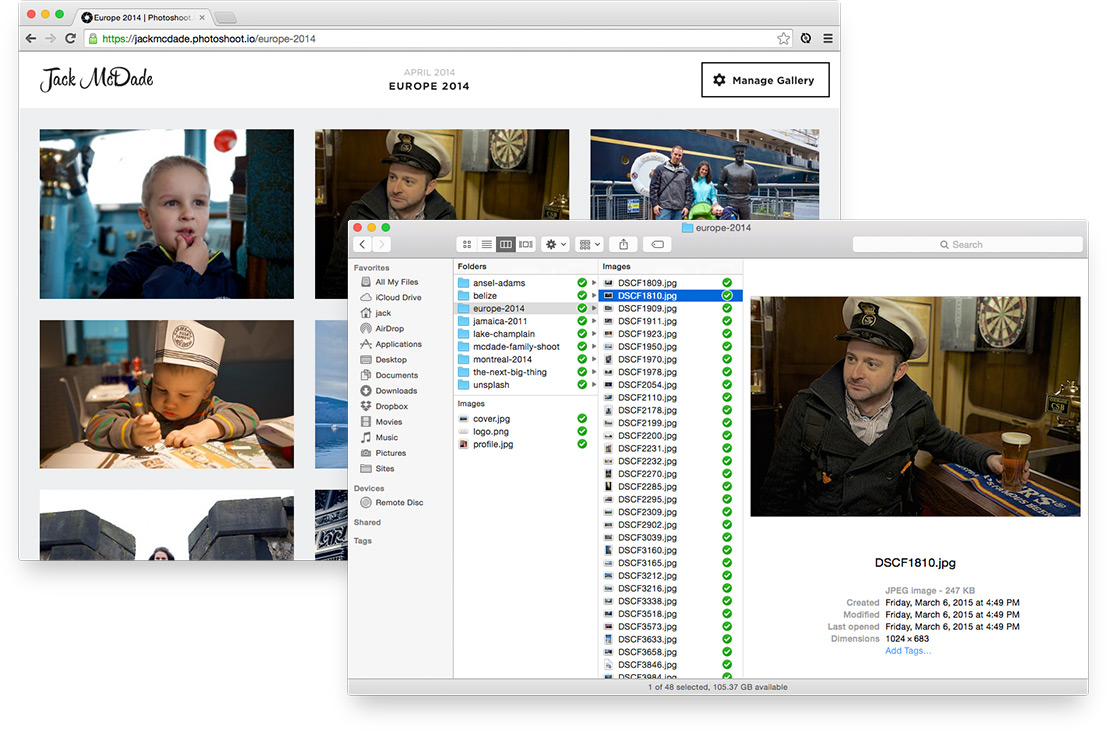 Europe 2014 | Photoshoot.
https://jackmcdade.photoshoot.io/europe-2014
Jack McDade
APRIL 2014
EUROPE 2014
Manage Gallery
europe-2014
Search
Favorites
All My Files
iCloud Drive
jack
AirDrop
Applications
Desktop
Documents
Downloads
Dropbox
Movies
Music
Pictures
Sites
Devices
Remote Disc
Shared
Tags
Folders
ansel-adams
belize
europe-2014
jamaica-2011
lake-champlain
mcdade-family-shoot
montreal-2014
the-next-big-thing
unsplash
Images
cover.jpg
logo.png
profile.jpg
Images
DSCF1809.jpg
DSCF1810.jpg
DSCF1909.jpg
DSCF1911.jpg
DSCF1923.jpg
DSCF1950.jpg
DSCF1970.jpg
DSCF1978.jpg
DSCF2054.jpg
DSCF2110.jpg
DSCF2178.jpg
DSCF2199.jpg
DSCF2200.jpg
DSCF2231.jpg
DSCF2232.jpg
DSCF2270.jpg
DSCF2285.jpg
DSCF2295.jpg
DSCF2309.jpg
DSCF2902.jpg
DSCF3039.jpg
DSCF3160.jpg
DSCF3165.jpg
DSCF3212.jpg
DSCF3216.jpg
DSCF3338.jpg
DSCF3518.jpg
DSCF3573.jpg
DSCF3633.jpg
DSCF3658.jpg
DSCF3846.jpg
DSCF3984.jpg
CSB
DSCF1810.jpg
JPEG image - 247 KB
Created Friday, March 6, 2015 at 4:49 PM
Modified Friday, March 6, 2015 at 4:49 PM
Last opened Friday, March 6, 2015 at 4:49 PM
Dimensions 1024 × 683
Add Tags...
1 of 48 selected, 105.37 GB available